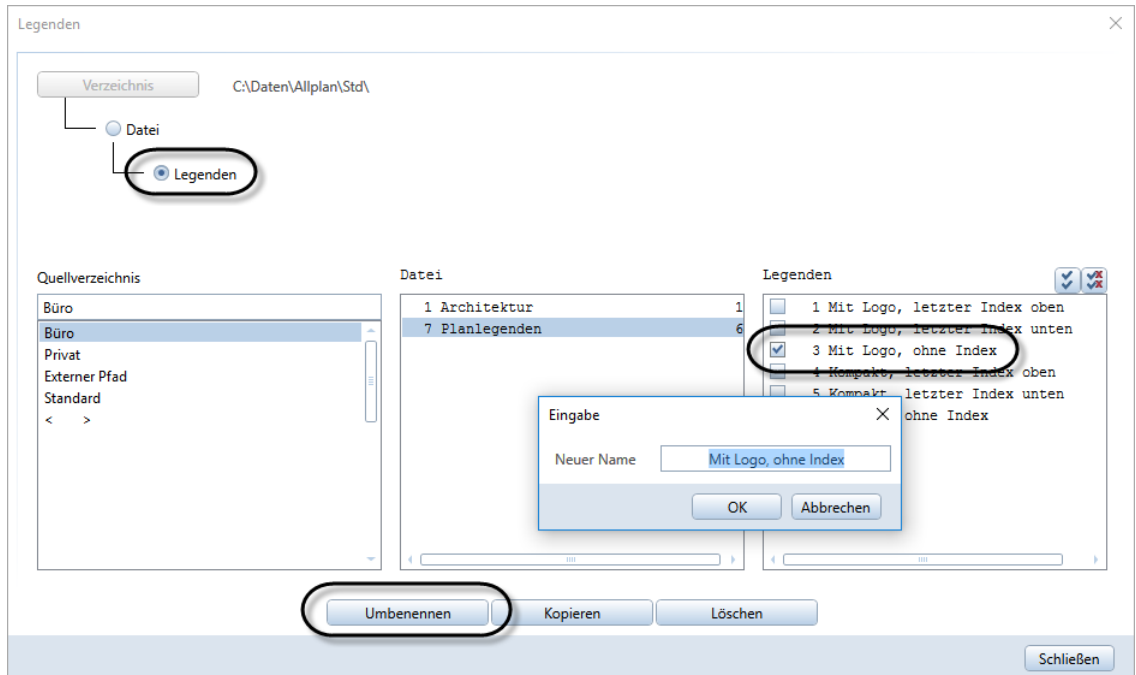 Legenden
Verzeichnis C:\Daten\Allplan\Std\
Datei
Legenden
Quellverzeichnis
Büro
Büro
Privat
Externer Pfad
Standard
< >
Datei
1 Architektur 1
7 Planlegenden 6
Legenden
1 Mit Logo, letzter Index oben
2 Mit Logo, letzter Index unten
3 Mit Logo, ohne Index
4 Kompakt, letzter Index oben
5 Kompakt, letzter Index unten
ohne Index
Eingabe
Neuer Name Mit Logo, ohne Index
OK Abbrechen
Umbenennen Kopieren Löschen
Schließen